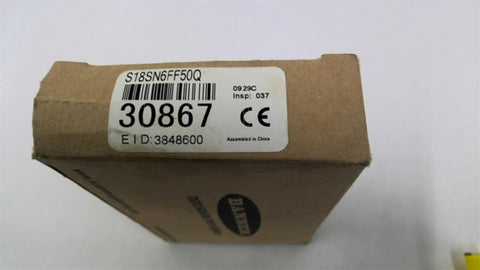 S18SN6FF50Q
0929C
Insp: 037
30867
CE
EID:3848600
Assembled in China
BANNER